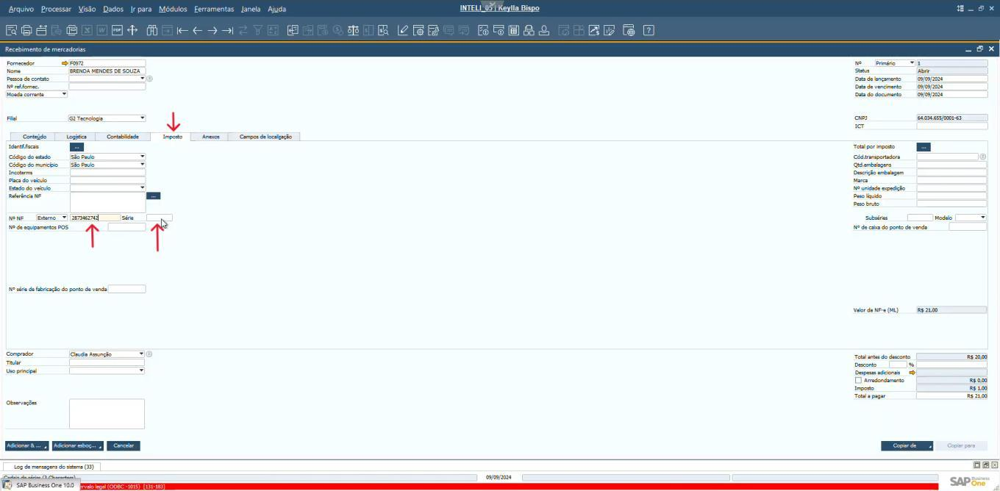 Arquivo Processar Visão Dados Ir para Módulos Ferramentas Janela Ajuda
INTELI_05 | Keylla Bispo
Recebimento de mercadorias
Fornecedor F0972
Nome BRENDA MENDES DE SOUZA
Pessoa de contato
Nº ref.fornec.
Moeda corrente
Filial G2 Tecnologia
Nº Primário 1
Status Abrir
Data de lançamento 09/09/2024
Data de vencimento 09/09/2024
Data do documento 09/09/2024
CNPJ 64.034.655/0001-63
ICT
Conteúdo Logística Contabilidade Imposto Anexos Campos de localização
Identif.fiscais ...
Código do estado São Paulo
Código do município São Paulo
Incoterms
Placa do veículo
Estado do veículo
Referência NF ...
Nº NF Externo 2873462742 Série
Nº de equipamentos POS
Nº série de fabricação do ponto de venda
Total por imposto ...
Cód.transportadora
Qtd.embalagens
Descrição embalagem
Marca
Nº unidade expedição
Peso líquido
Peso bruto
Subséries Modelo
Nº de caixa do ponto de venda
Valor da NF-e (ML) R$ 21,00
Comprador Claudia Assunção
Titular
Uso principal
Observações
Total antes do desconto R$ 20,00
Desconto %
Despesas adicionais
Arredondamento R$ 0,00
Imposto R$ 1,00
Total a pagar R$ 21,00
Adicionar & ... Adicionar esboç... Cancelar
Copiar de Copiar para
Log de mensagens do sistema (33)
09/09/2024
SAP Business One 10.0
rvalo legal (ODBC -1015) [131-183]
SAP Business One